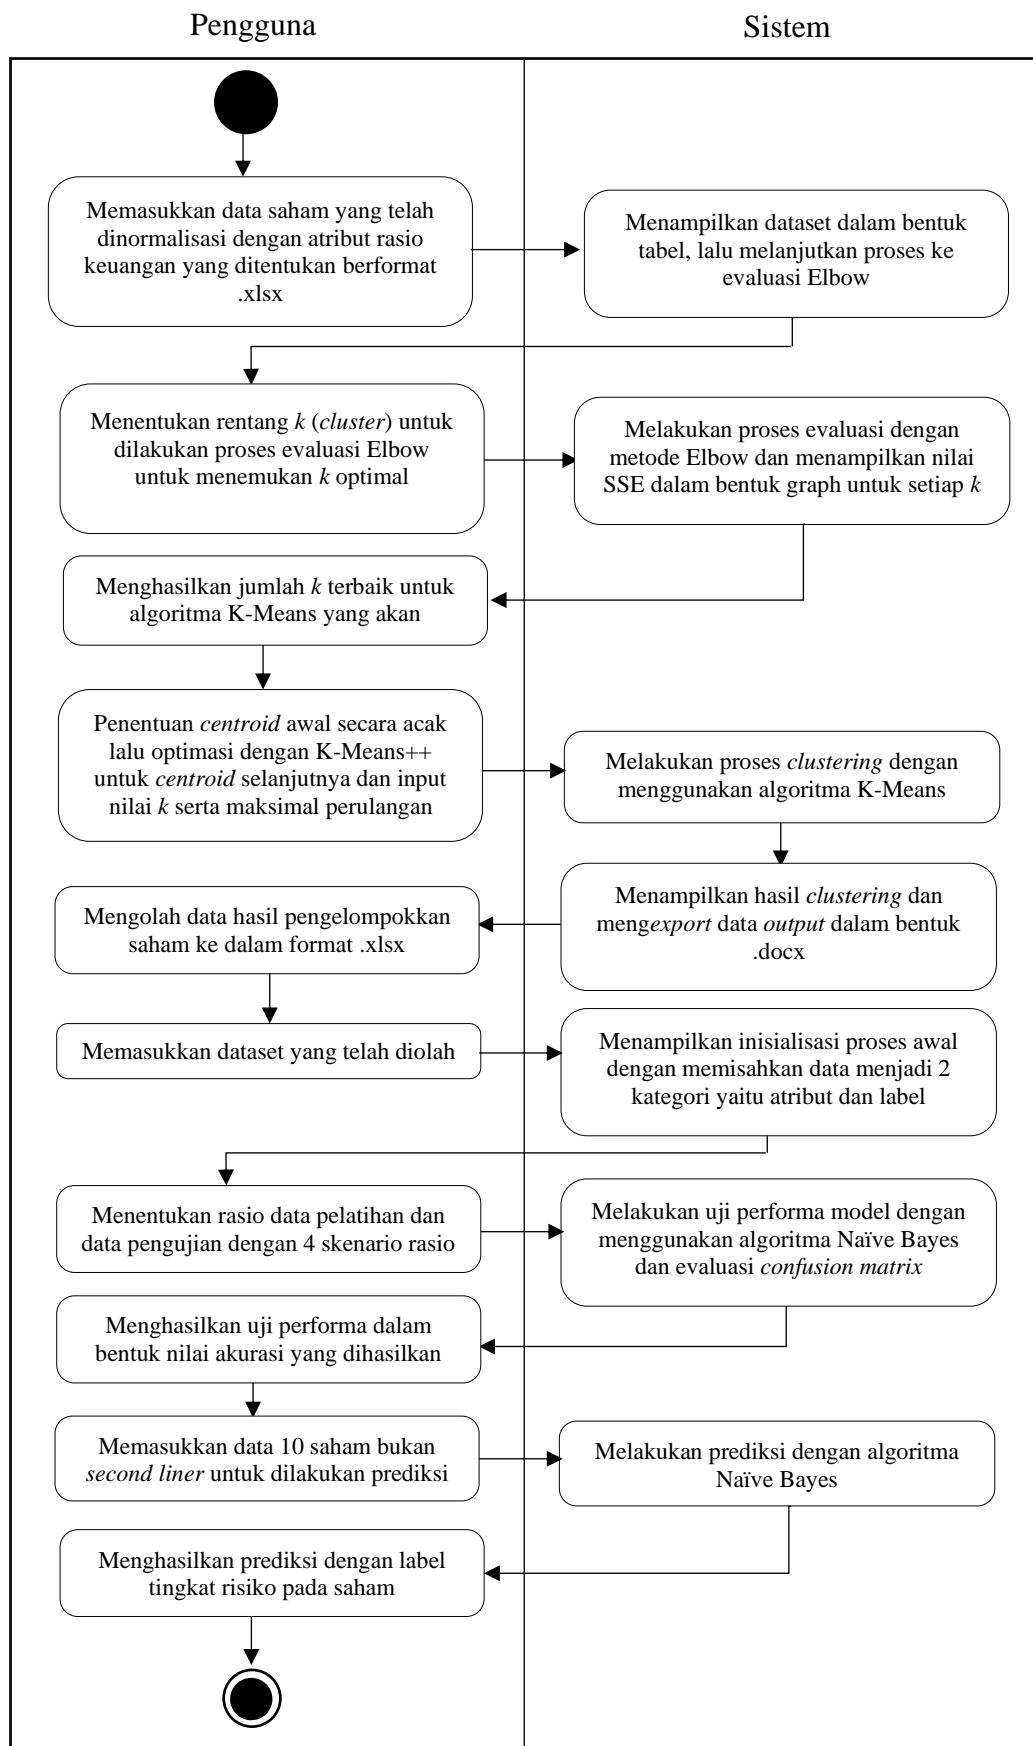 Pengguna
Sistem
Memasukkan data saham yang telah
dinormalisasi dengan atribut rasio
keuangan yang ditentukan berformat
.xlsx
Menampilkan dataset dalam bentuk
tabel, lalu melanjutkan proses ke
evaluasi Elbow
Menentukan rentang k (cluster) untuk
dilakukan proses evaluasi Elbow
untuk menemukan k optimal
Melakukan proses evaluasi dengan
metode Elbow dan menampilkan nilai
SSE dalam bentuk graph untuk setiap k
Menghasilkan jumlah k terbaik untuk
algoritma K-Means yang akan
Penentuan centroid awal secara acak
lalu optimasi dengan K-Means++
untuk centroid selanjutnya dan input
nilai k serta maksimal perulangan
Melakukan proses clustering dengan
menggunakan algoritma K-Means
Menampilkan hasil clustering dan
mengexport data output dalam bentuk
.docx
Mengolah data hasil pengelompokkan
saham ke dalam format .xlsx
Memasukkan dataset yang telah diolah
Menampilkan inisialisasi proses awal
dengan memisahkan data menjadi 2
kategori yaitu atribut dan label
Menentukan rasio data pelatihan dan
data pengujian dengan 4 skenario rasio
Melakukan uji performa model dengan
menggunakan algoritma Naïve Bayes
dan evaluasi confusion matrix
Menghasilkan uji performa dalam
bentuk nilai akurasi yang dihasilkan
Memasukkan data 10 saham bukan
second liner untuk dilakukan prediksi
Melakukan prediksi dengan algoritma
Naïve Bayes
Menghasilkan prediksi dengan label
tingkat risiko pada saham